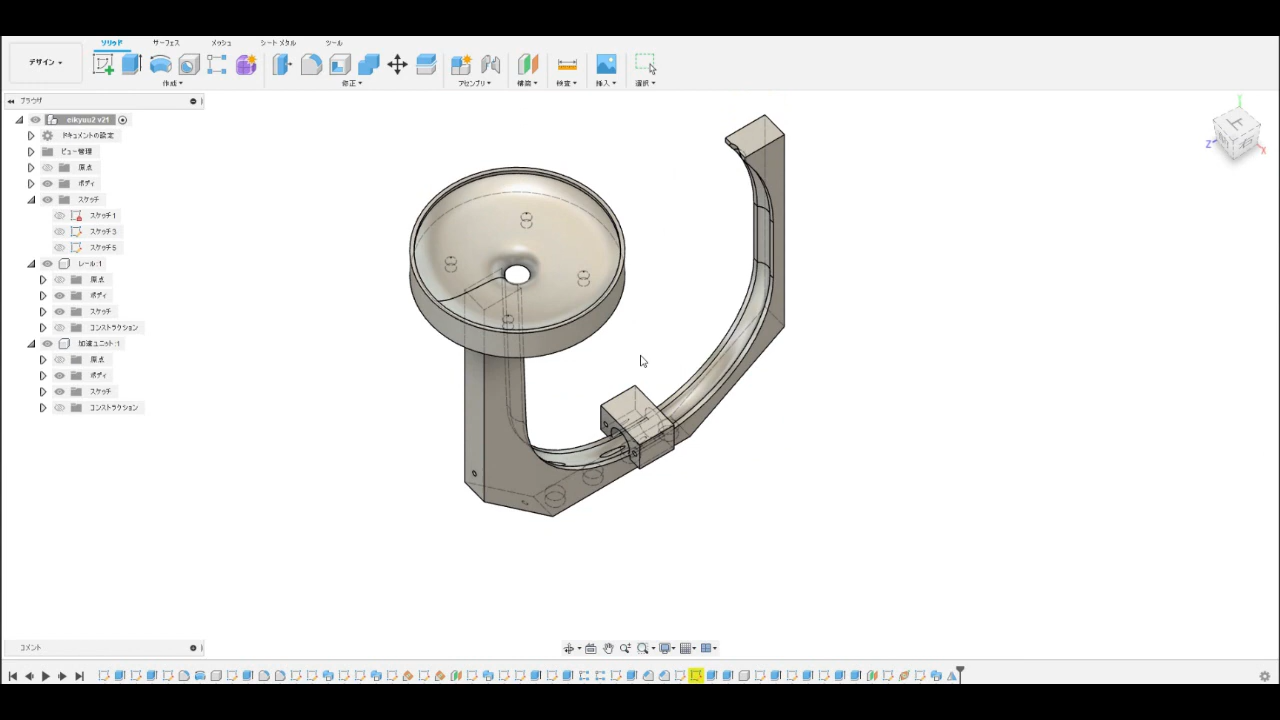 ソリッド サーフェス メッシュ シート メタル ツール
デザイン
作成 修正 アセンブリ 構築 検査 挿入 選択
ブラウザ
eikyou2 v21
ドキュメントの設定
ビュー管理
原点
ボディ
スケッチ
スケッチ1
スケッチ3
スケッチ5
レール:1
原点
ボディ
スケッチ
コンストラクション
加速ユニット:1
原点
ボディ
スケッチ
コンストラクション
Z X
コメント